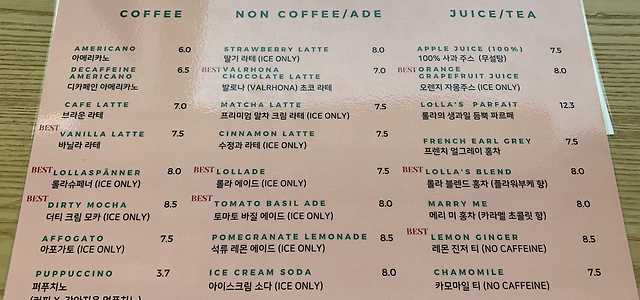 COFFEE
AMERICANO 6.0
아메리카노
DECAFFEINE
AMERICANO 6.5
디카페인 아메리카노
CAFE LATTE 7.0
브라운 라떼
BEST
VANILLA LATTE 7.5
바닐라 라떼
BEST LOLLASPÄNNER 8.0
롤라슈페너 (ICE ONLY)
BEST
DIRTY MOCHA 8.5
더티 크림 모카 (ICE ONLY)
AFFOGATO 7.5
아포가토 (ICE ONLY)
PUPPUCCINO 3.7
퍼푸치노
NON COFFEE/ADE
STRAWBERRY LATTE 8.0
딸기 라떼 (ICE ONLY)
BEST VALRHONA 7.0
CHOCOLATE LATTE
발로나 (VALRHONA) 초코 라떼
MATCHA LATTE 7.5
프리미엄 말차 크림 라떼 (ICE ONLY)
CINNAMON LATTE 7.5
수정과 라떼 (ICE ONLY)
BEST LOLLADE 7.5
롤라 에이드 (ICE ONLY)
BEST
TOMATO BASIL ADE 8.0
토마토 바질 에이드 (ICE ONLY)
POMEGRANATE LEMONADE 8.5
석류 레몬 에이드 (ICE ONLY)
ICE CREAM SODA 8.0
아이스크림 소다 (ICE ONLY)
JUICE/TEA
APPLE JUICE (100%) 7.5
100% 사과 주스 (무설탕)
BEST ORANGE 8.0
GRAPEFRUIT JUICE
오렌지 자몽주스 (ICE ONLY)
LOLLA'S PARFAIT 12.3
롤라의 생과일 듬뿍 파르페
FRENCH EARL GREY 7.5
프렌치 얼그레이 홍차
BEST LOLLA'S BLEND 8.0
롤라 블렌드 홍차 (플라워부케 향)
MARRY ME 8.0
메리 미 홍차 (카라멜 초콜릿 향)
BEST LEMON GINGER 8.5
레몬 진저 티 (NO CAFFEINE)
CHAMOMILE 7.5
카모마일 티 (NO CAFFEINE)